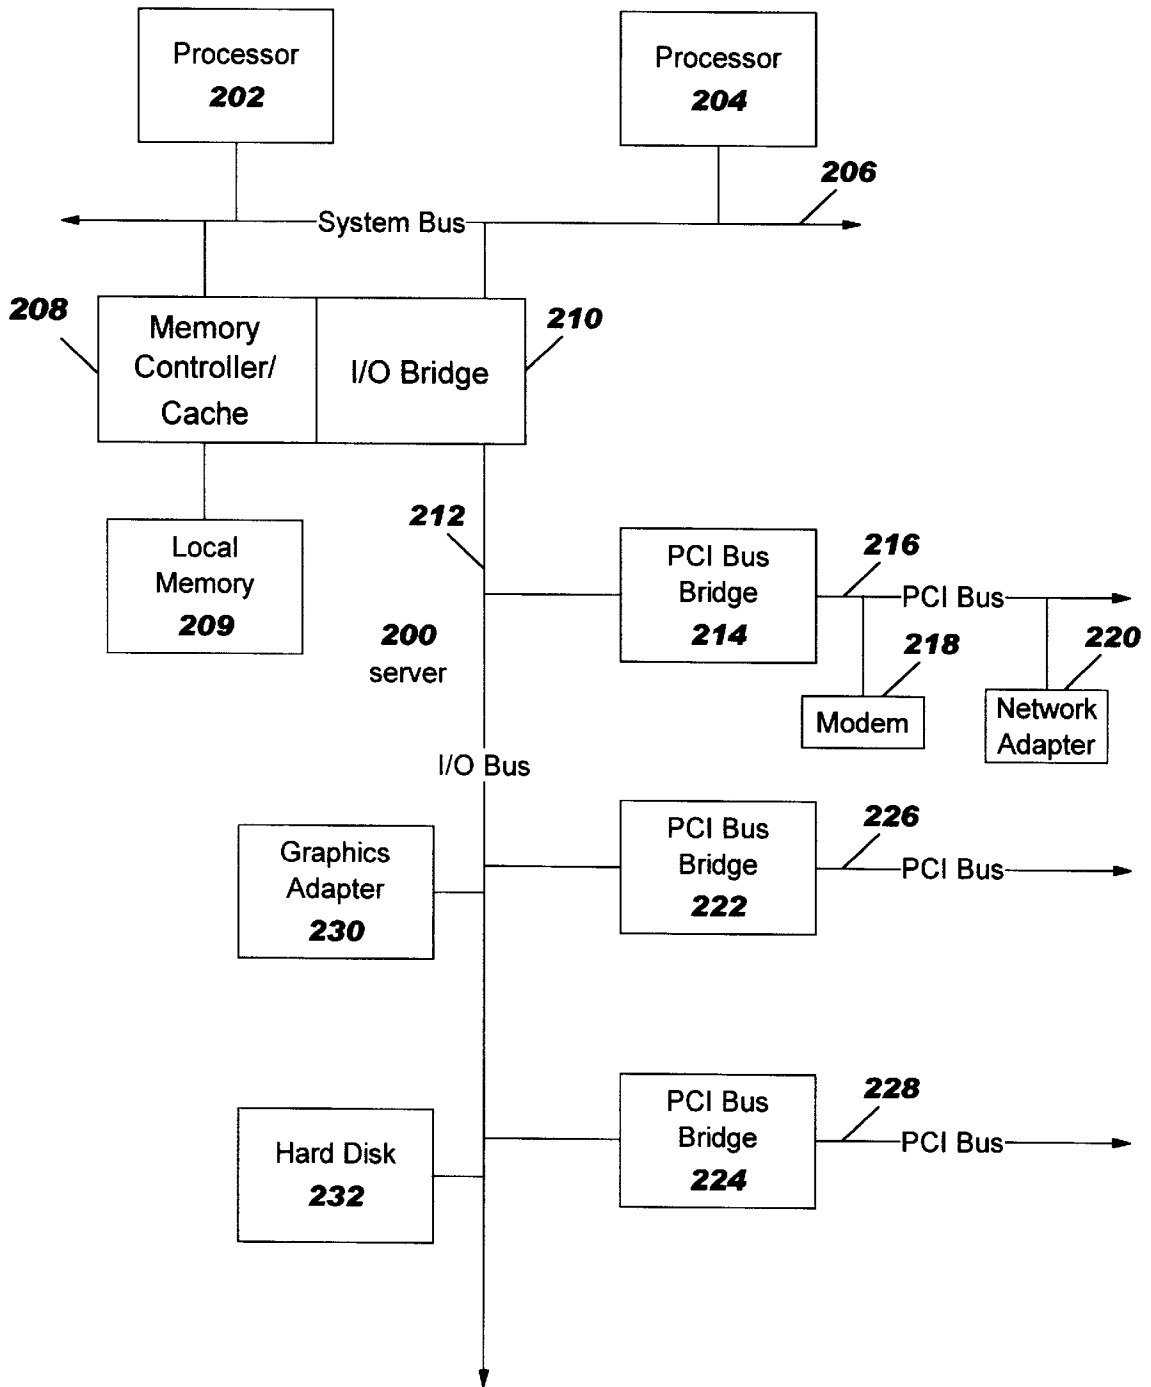 Processor
202
Processor
204
206
System Bus
208
Memory
Controller/
Cache
I/O Bridge
210
212
Local
Memory
209
200
server
PCI Bus
Bridge
214
216
PCI Bus
218
220
Modem
Network
Adapter
I/O Bus
Graphics
Adapter
230
PCI Bus
Bridge
222
226
PCI Bus
Hard Disk
232
PCI Bus
Bridge
224
228
PCI Bus